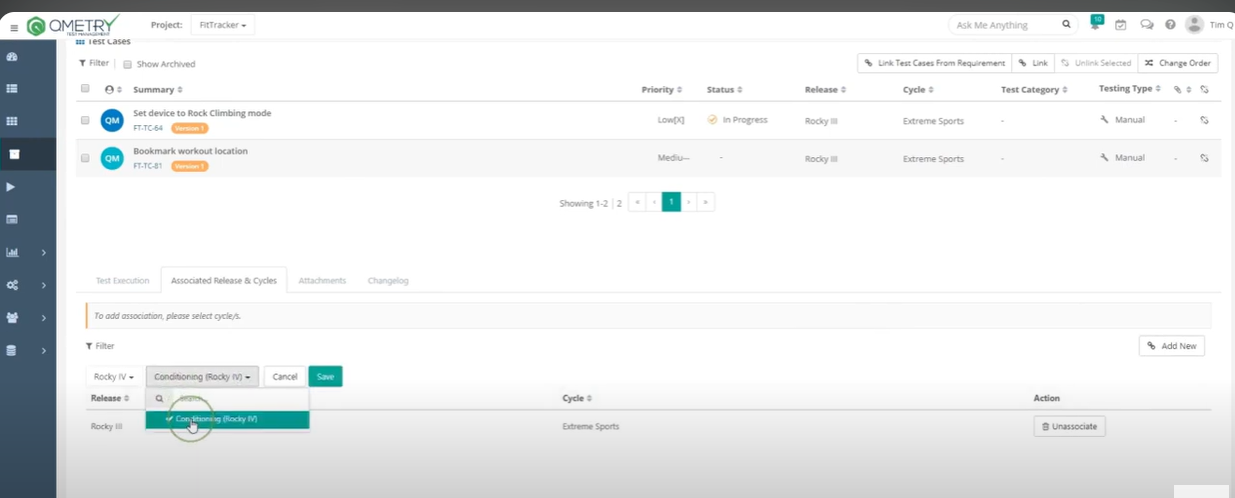 QMETRY
TEST MANAGEMENT
Project: FitTracker
Ask Me Anything
10
Tim Q
Test Cases
Filter Show Archived
Link Test Cases From Requirement Link Unlink Selected Change Order
Summary Priority Status Release Cycle Test Category Testing Type
QM Set device to Rock Climbing mode Low[X] In Progress Rocky III Extreme Sports - Manual -
FT-TC-64 Version 1
QM Bookmark workout location Mediu--- - Rocky III Extreme Sports - Manual -
FT-TC-81 Version 1
Showing 1-2 | 2 « ‹ 1 › »
Test Execution Associated Release & Cycles Attachments Changelog
To add association, please select cycle/s.
Filter
Add New
Rocky IV Conditioning (Rocky IV) Cancel Save
Release Cycle Action
Conditioning (Rocky IV)
Rocky III Extreme Sports Unassociate